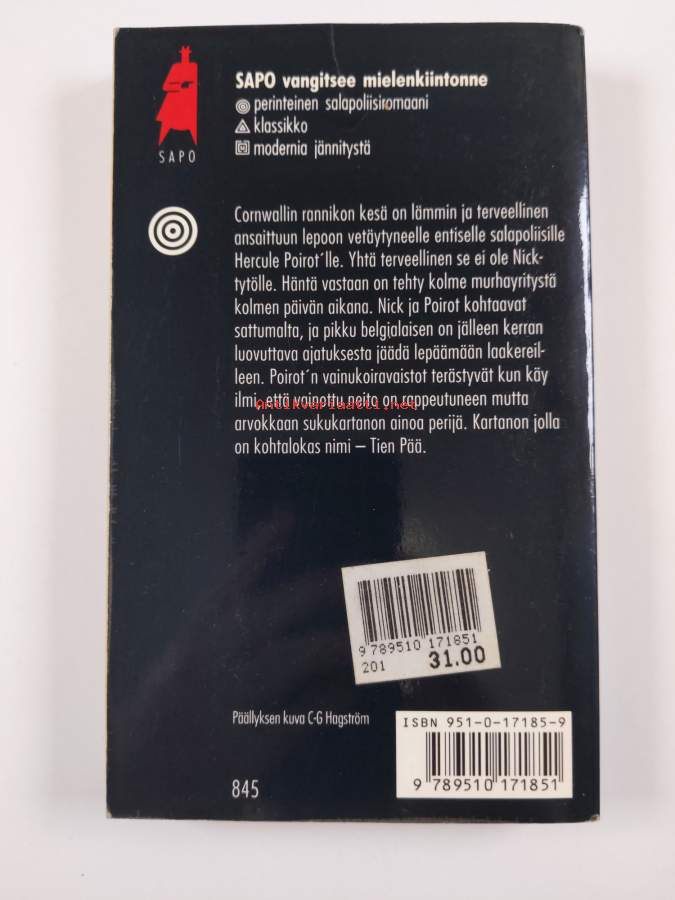 SAPO vangitsee mielenkiintonne
perinteinen salapoliisiromaani
klassikko
modernia jännitystä
SAPO
Cornwallin rannikon kesä on lämmin ja terveellinen
ansaittuun lepoon vetäytyneelle entiselle salapoliisille
Hercule Poirot´lle. Yhtä terveellinen se ei ole Nick-
tytölle. Häntä vastaan on tehty kolme murhayritystä
kolmen päivän aikana. Nick ja Poirot kohtaavat
sattumalta, ja pikku belgialaisen on jälleen kerran
luovuttava ajatuksesta jäädä lepäämään laakereil-
leen. Poirot´n vainukoiravaistot terästyvät kun käy
ilmi, että vainottu neito on rappeutuneen mutta
Antikvariaatti.net
arvokkaan sukukartanon ainoa perijä. Kartanon jolla
on kohtalokas nimi – Tien Pää.
9 789510 171851
201 31.00
Päällyksen kuva C-G Hagström
ISBN 951-0-17185-9
9 789510 171851
845